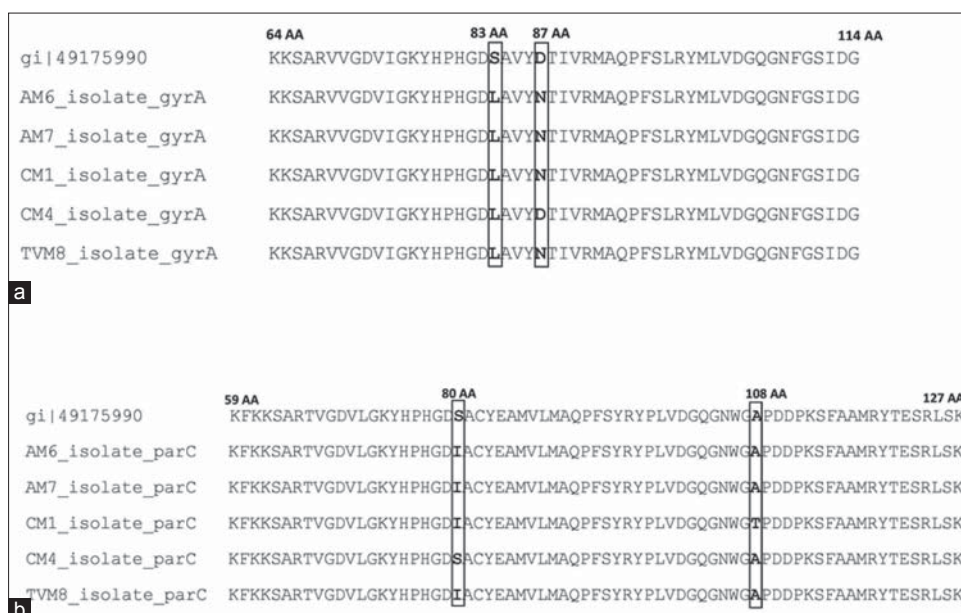 64 AA 83 AA 87 AA 114 AA
gi|49175990 KKSARVVGDVIGKYHPHGDSAVYDTIVRMAQPFSLRYMLVDGQGNFGSIDG
AM6_isolate_gyrA KKSARVVGDVIGKYHPHGDLAVYNTIVRMAQPFSLRYMLVDGQGNFGSIDG
AM7_isolate_gyrA KKSARVVGDVIGKYHPHGDLAVYNTIVRMAQPFSLRYMLVDGQGNFGSIDG
CM1_isolate_gyrA KKSARVVGDVIGKYHPHGDLAVYNTIVRMAQPFSLRYMLVDGQGNFGSIDG
CM4_isolate_gyrA KKSARVVGDVIGKYHPHGDLAVYDTIVRMAQPFSLRYMLVDGQGNFGSIDG
TVM8_isolate_gyrA KKSARVVGDVIGKYHPHGDLAVYNTIVRMAQPFSLRYMLVDGQGNFGSIDG
a
59 AA 80 AA 108 AA 127 AA
gi|49175990 KFKKSARTVGDVLGKYHPHGDSACYEAMVLMAQPFSYRYPLVDGQGNWGAPDDPKSFAAMRYTESRLSK
AM6_isolate_parC KFKKSARTVGDVLGKYHPHGDIACYEAMVLMAQPFSYRYPLVDGQGNWGAPDDPKSFAAMRYTESRLSK
AM7_isolate_parC KFKKSARTVGDVLGKYHPHGDIACYEAMVLMAQPFSYRYPLVDGQGNWGAPDDPKSFAAMRYTESRLSK
CM1_isolate_parC KFKKSARTVGDVLGKYHPHGDIACYEAMVLMAQPFSYRYPLVDGQGNWGTPDDPKSFAAMRYTESRLSK
CM4_isolate_parC KFKKSARTVGDVLGKYHPHGDSACYEAMVLMAQPFSYRYPLVDGQGNWGAPDDPKSFAAMRYTESRLSK
TVM8_isolate_parC KFKKSARTVGDVLGKYHPHGDIACYEAMVLMAQPFSYRYPLVDGQGNWGAPDDPKSFAAMRYTESRLSK
b